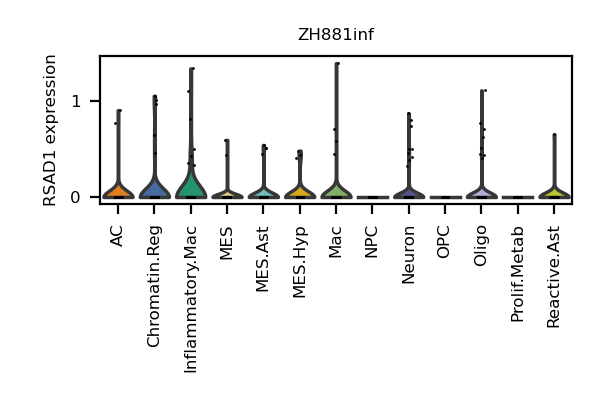 ZH881inf
RSAD1 expression
1
0
AC
Chromatin.Reg
Inflammatory.Mac
MES
MES.Ast
MES.Hyp
Mac
NPC
Neuron
OPC
Oligo
Prolif.Metab
Reactive.Ast